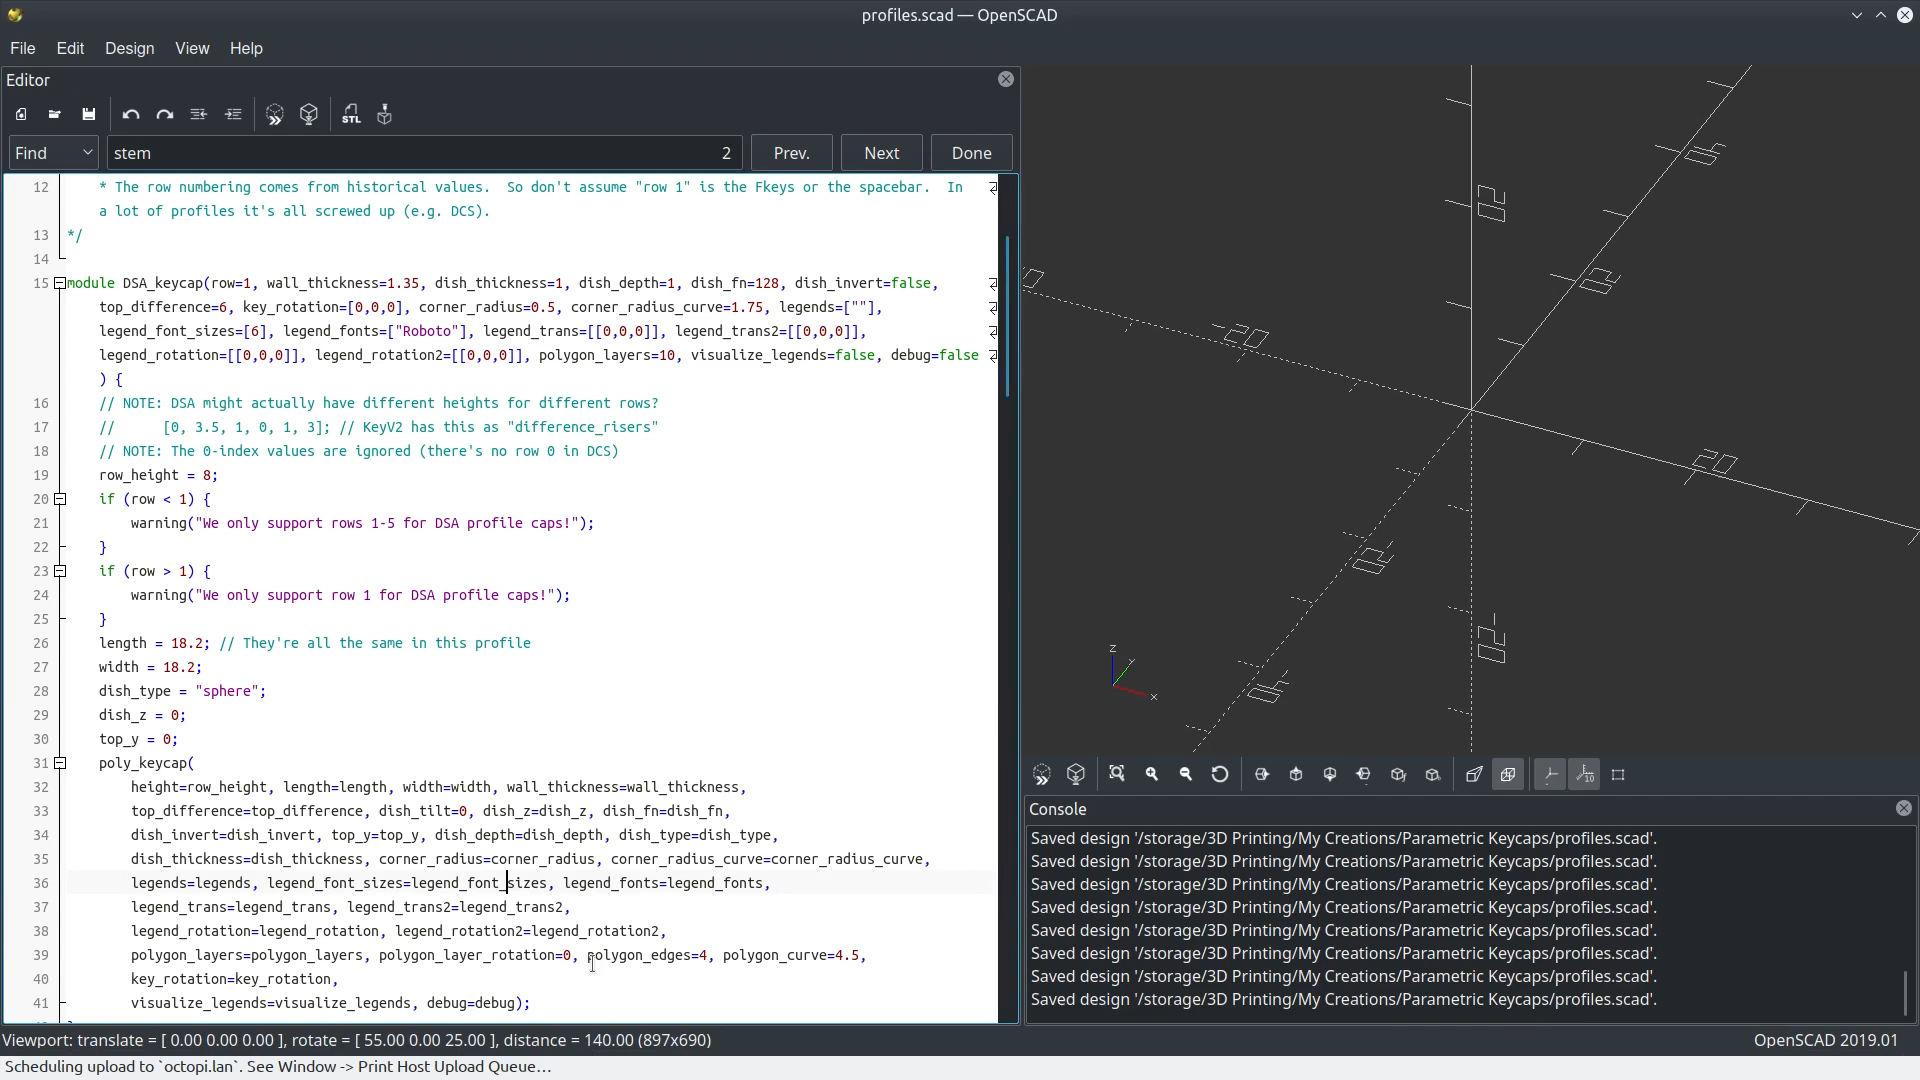 profiles.scad — OpenSCAD
File Edit Design View Help
Editor
STL
Find stem 2 Prev. Next Done
12 * The row numbering comes from historical values.  So don't assume "row 1" is the Fkeys or the spacebar.  In
a lot of profiles it's all screwed up (e.g. DCS).
13 */
14
15 module DSA_keycap(row=1, wall_thickness=1.35, dish_thickness=1, dish_depth=1, dish_fn=128, dish_invert=false,
top_difference=6, key_rotation=[0,0,0], corner_radius=0.5, corner_radius_curve=1.75, legends=[""],
legend_font_sizes=[6], legend_fonts=["Roboto"], legend_trans=[[0,0,0]], legend_trans2=[[0,0,0]],
legend_rotation=[[0,0,0]], legend_rotation2=[[0,0,0]], polygon_layers=10, visualize_legends=false, debug=false
) {
16 // NOTE: DSA might actually have different heights for different rows?
17 //      [0, 3.5, 1, 0, 1, 3]; // KeyV2 has this as "difference_risers"
18 // NOTE: The 0-index values are ignored (there's no row 0 in DCS)
19 row_height = 8;
20 if (row < 1) {
21 warning("We only support rows 1-5 for DSA profile caps!");
22 }
23 if (row > 1) {
24 warning("We only support row 1 for DSA profile caps!");
25 }
26 length = 18.2; // They're all the same in this profile
27 width = 18.2;
28 dish_type = "sphere";
29 dish_z = 0;
30 top_y = 0;
31 poly_keycap(
32 height=row_height, length=length, width=width, wall_thickness=wall_thickness,
33 top_difference=top_difference, dish_tilt=0, dish_z=dish_z, dish_fn=dish_fn,
34 dish_invert=dish_invert, top_y=top_y, dish_depth=dish_depth, dish_type=dish_type,
35 dish_thickness=dish_thickness, corner_radius=corner_radius, corner_radius_curve=corner_radius_curve,
36 legends=legends, legend_font_sizes=legend_font_sizes, legend_fonts=legend_fonts,
37 legend_trans=legend_trans, legend_trans2=legend_trans2,
38 legend_rotation=legend_rotation, legend_rotation2=legend_rotation2,
39 polygon_layers=polygon_layers, polygon_layer_rotation=0, polygon_edges=4, polygon_curve=4.5,
40 key_rotation=key_rotation,
41 visualize_legends=visualize_legends, debug=debug);
Z
Y
X
10
Console
Saved design '/storage/3D Printing/My Creations/Parametric Keycaps/profiles.scad'.
Saved design '/storage/3D Printing/My Creations/Parametric Keycaps/profiles.scad'.
Saved design '/storage/3D Printing/My Creations/Parametric Keycaps/profiles.scad'.
Saved design '/storage/3D Printing/My Creations/Parametric Keycaps/profiles.scad'.
Saved design '/storage/3D Printing/My Creations/Parametric Keycaps/profiles.scad'.
Saved design '/storage/3D Printing/My Creations/Parametric Keycaps/profiles.scad'.
Saved design '/storage/3D Printing/My Creations/Parametric Keycaps/profiles.scad'.
Saved design '/storage/3D Printing/My Creations/Parametric Keycaps/profiles.scad'.
Viewport: translate = [ 0.00 0.00 0.00 ], rotate = [ 55.00 0.00 25.00 ], distance = 140.00 (897x690)
OpenSCAD 2019.01
Scheduling upload to `octopi.lan`. See Window -> Print Host Upload Queue…